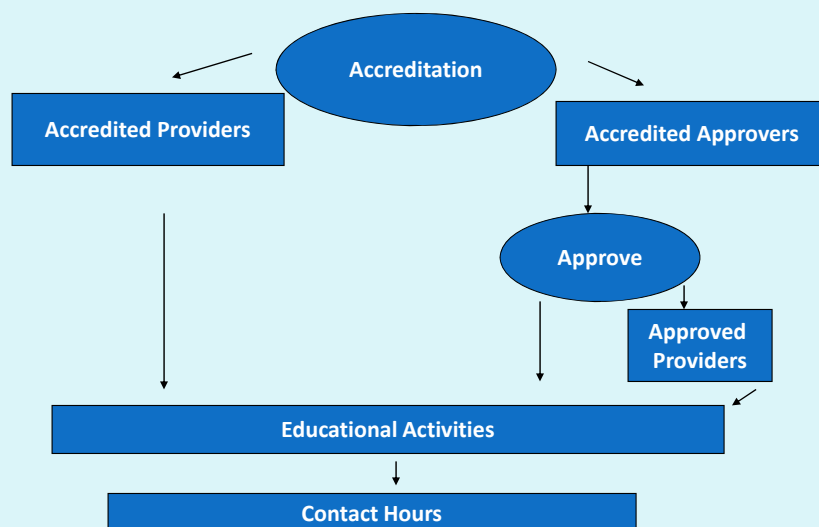 Accreditation
Accredited Providers
Accredited Approvers
Approve
Approved
Providers
Educational Activities
Contact Hours